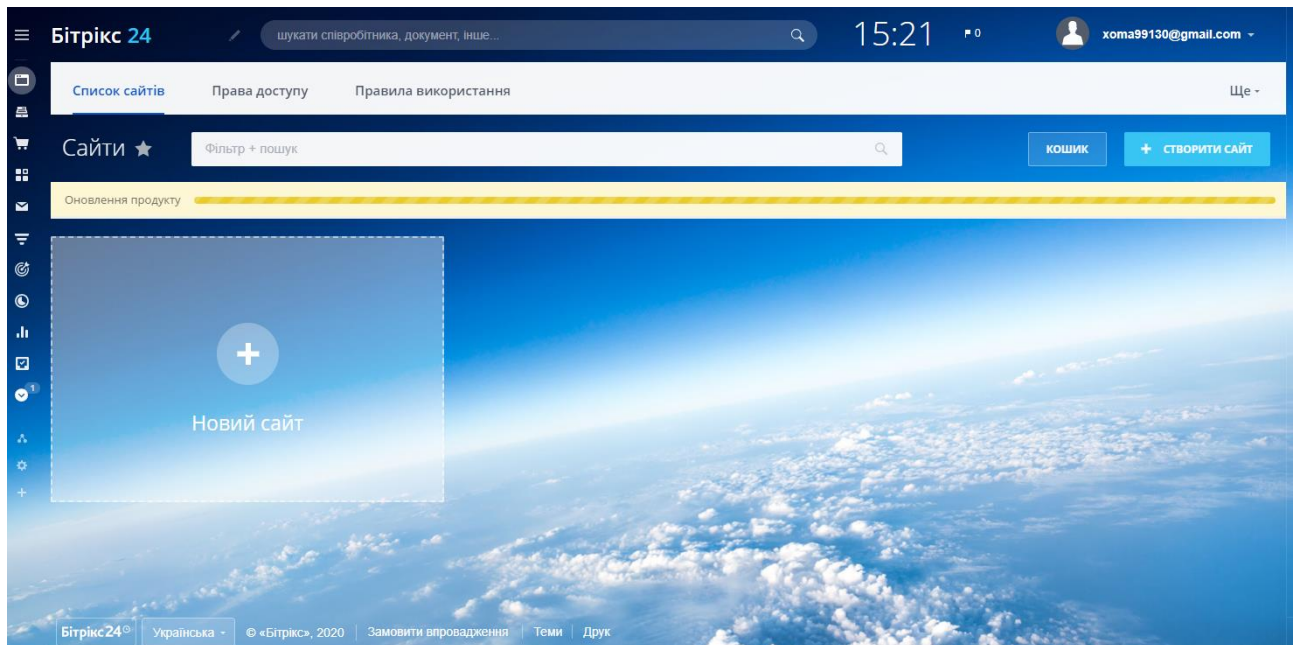 Бітрікс 24
шукати співробітника, документ, інше...
15:21
0
xoma99130@gmail.com
Список сайтів
Права доступу
Правила використання
Ще
Сайти
Фільтр + пошук
КОШИК
+ СТВОРИТИ САЙТ
Оновлення продукту
1
Новий сайт
Бітрікс24
Українська
© «Бітрікс», 2020
Замовити впровадження
Теми
Друк